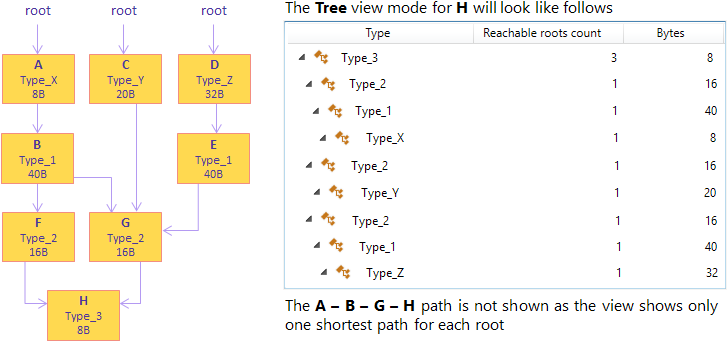 root root root
A
Type_X
8B
C
Type_Y
20B
D
Type_Z
32B
B
Type_1
40B
E
Type_1
40B
F
Type_2
16B
G
Type_2
16B
H
Type_3
8B
The Tree view mode for H will look like follows
Type Reachable roots count Bytes
Type_3 3 8
Type_2 1 16
Type_1 1 40
Type_X 1 8
Type_2 1 16
Type_Y 1 20
Type_2 1 16
Type_1 1 40
Type_Z 1 32
The A – B – G – H path is not shown as the view shows only
one shortest path for each root